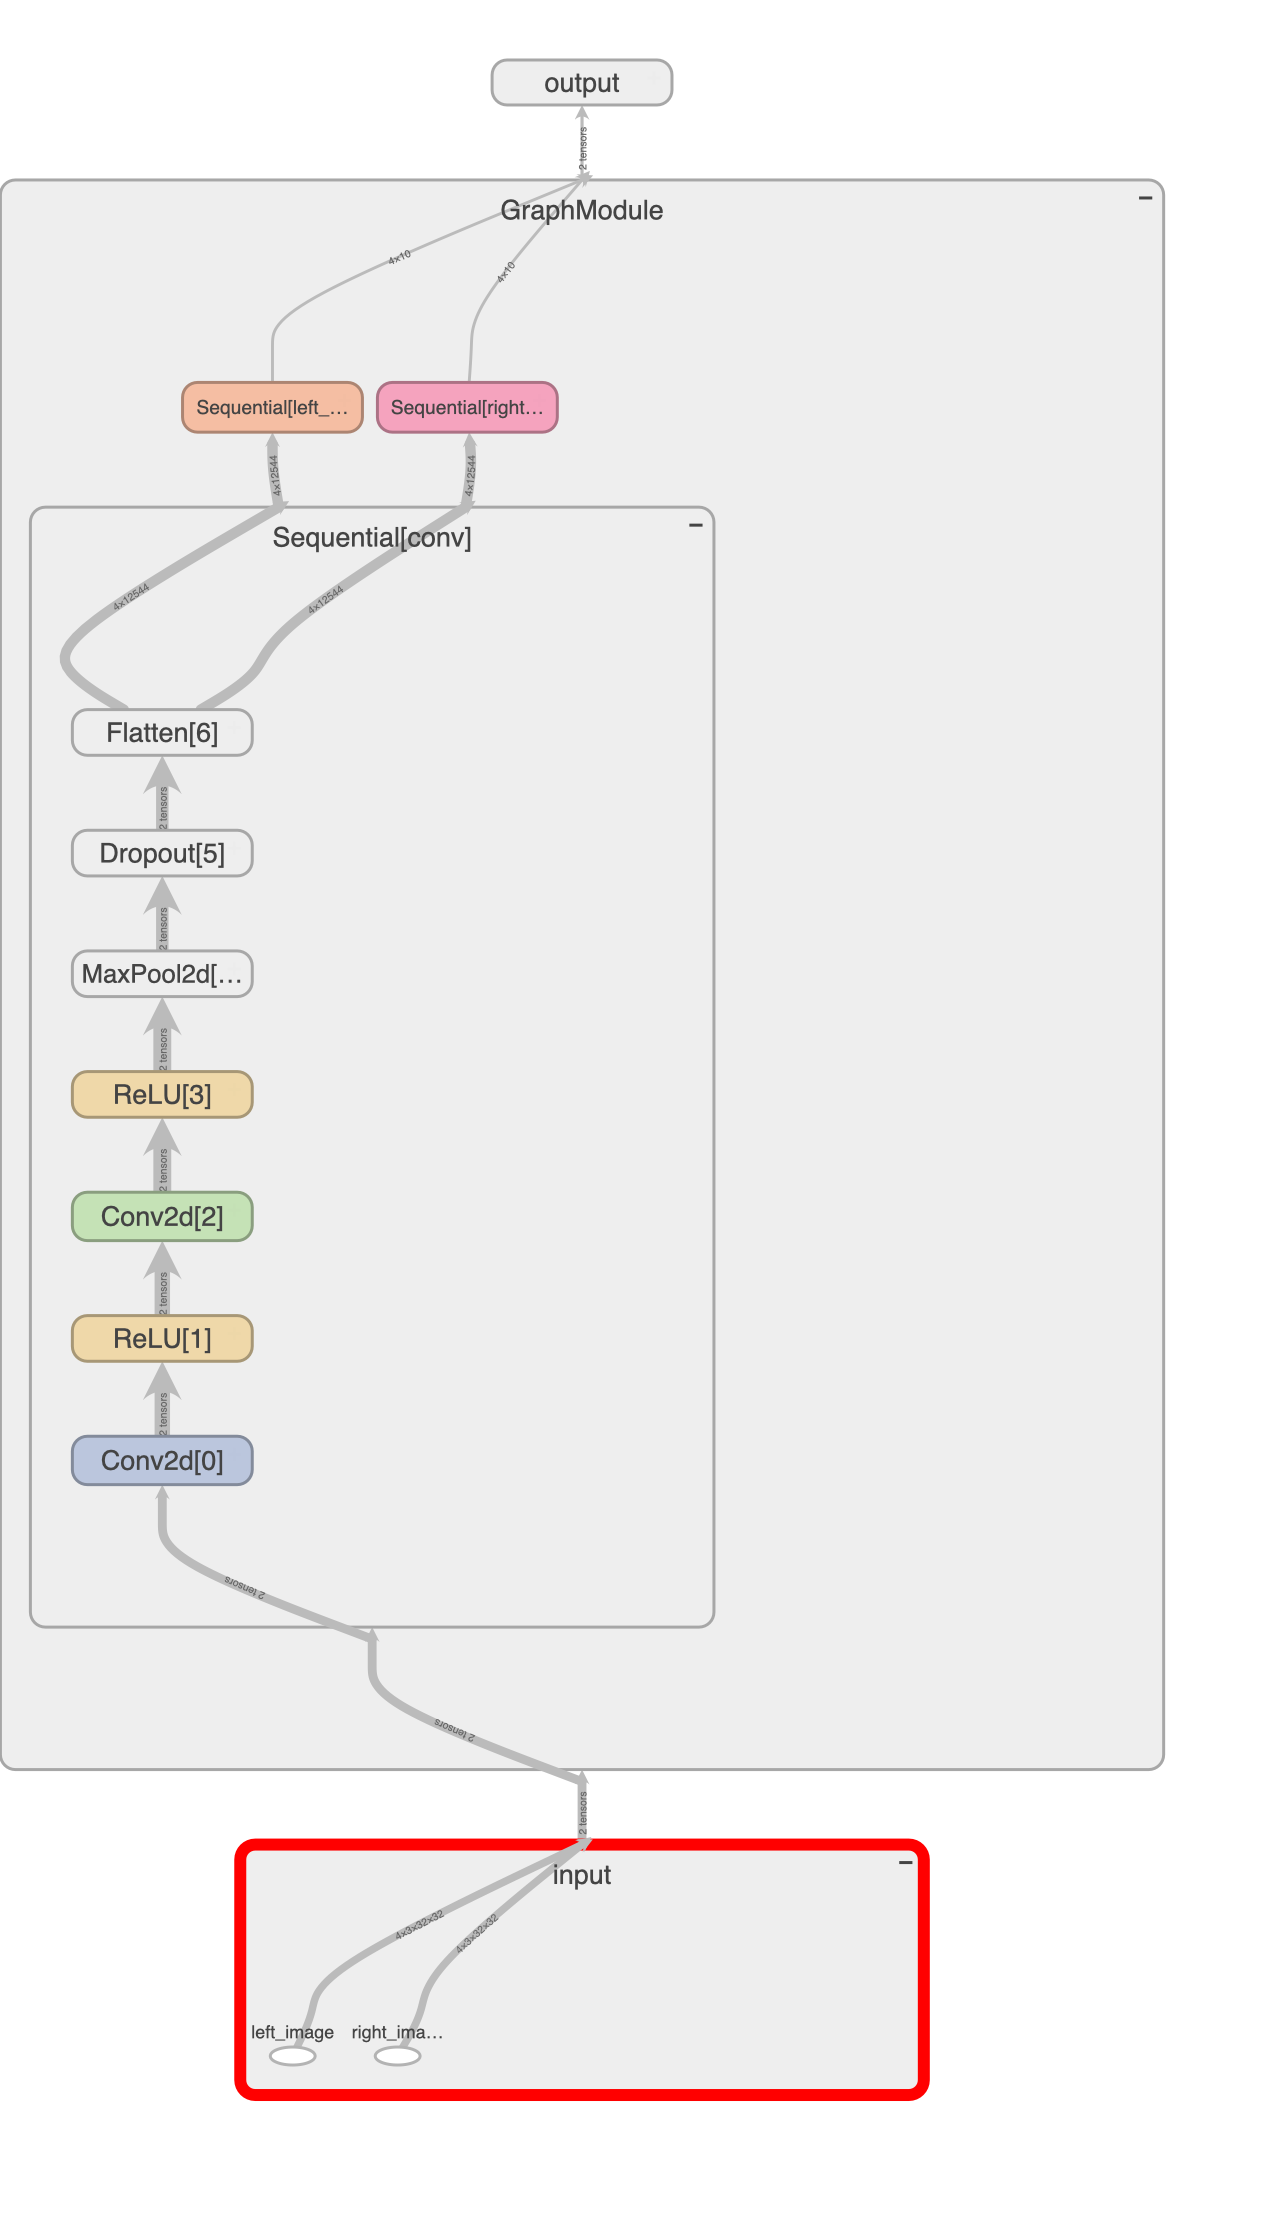 output
2 tensors
GraphModule
4×10
4×10
Sequential[left_...
Sequential[right...
4×12544
4×12544
Sequential[conv]
4×12544
4×12544
Flatten[6]
2 tensors
Dropout[5]
2 tensors
MaxPool2d[...
2 tensors
ReLU[3]
2 tensors
Conv2d[2]
2 tensors
ReLU[1]
2 tensors
Conv2d[0]
2 tensors
2 tensors
2 tensors
input
4×3×32×32
4×3×32×32
left_image
right_ima...